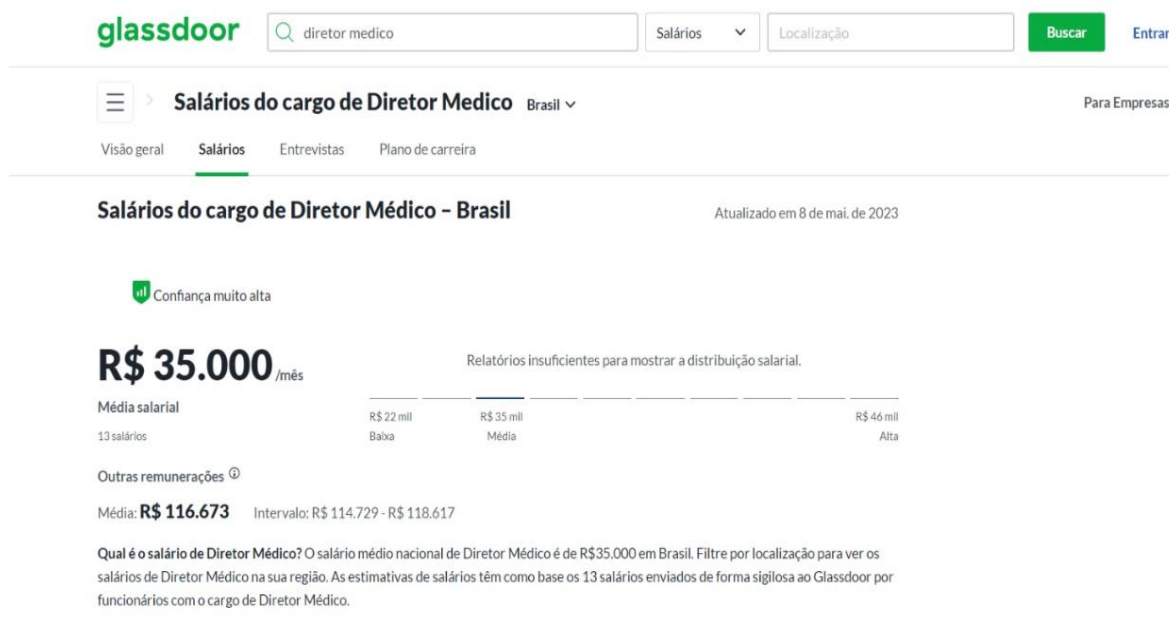 glassdoor
diretor medico
Salários
Localização
Buscar
Entrar
Salários do cargo de Diretor Medico
Brasil
Para Empresas
Visão geral
Salários
Entrevistas
Plano de carreira
Salários do cargo de Diretor Médico – Brasil
Atualizado em 8 de mai. de 2023
Confiança muito alta
R$ 35.000 /mês
Média salarial
13 salários
Relatórios insuficientes para mostrar a distribuição salarial.
R$ 22 mil
Baixa
R$ 35 mil
Média
R$ 46 mil
Alta
Outras remunerações
Média: R$ 116.673
Intervalo: R$ 114.729 - R$ 118.617
Qual é o salário de Diretor Médico? O salário médio nacional de Diretor Médico é de R$35.000 em Brasil. Filtre por localização para ver os
salários de Diretor Médico na sua região. As estimativas de salários têm como base os 13 salários enviados de forma sigilosa ao Glassdoor por
funcionários com o cargo de Diretor Médico.